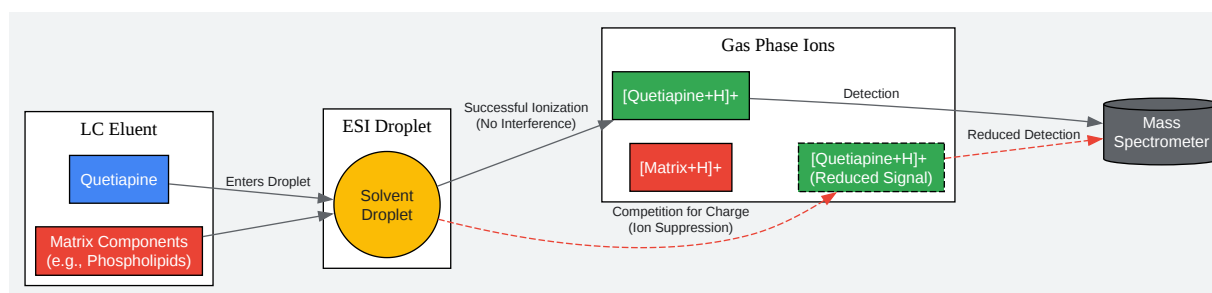 LC Eluent
Quetiapine
Matrix Components
(e.g., Phospholipids)
Enters Droplet
ESI Droplet
Solvent
Droplet
Successful Ionization
(No Interference)
Competition for Charge
(Ion Suppression)
Gas Phase Ions
[Quetiapine+H]+
[Matrix+H]+
[Quetiapine+H]+
(Reduced Signal)
Detection
Reduced Detection
Mass
Spectrometer